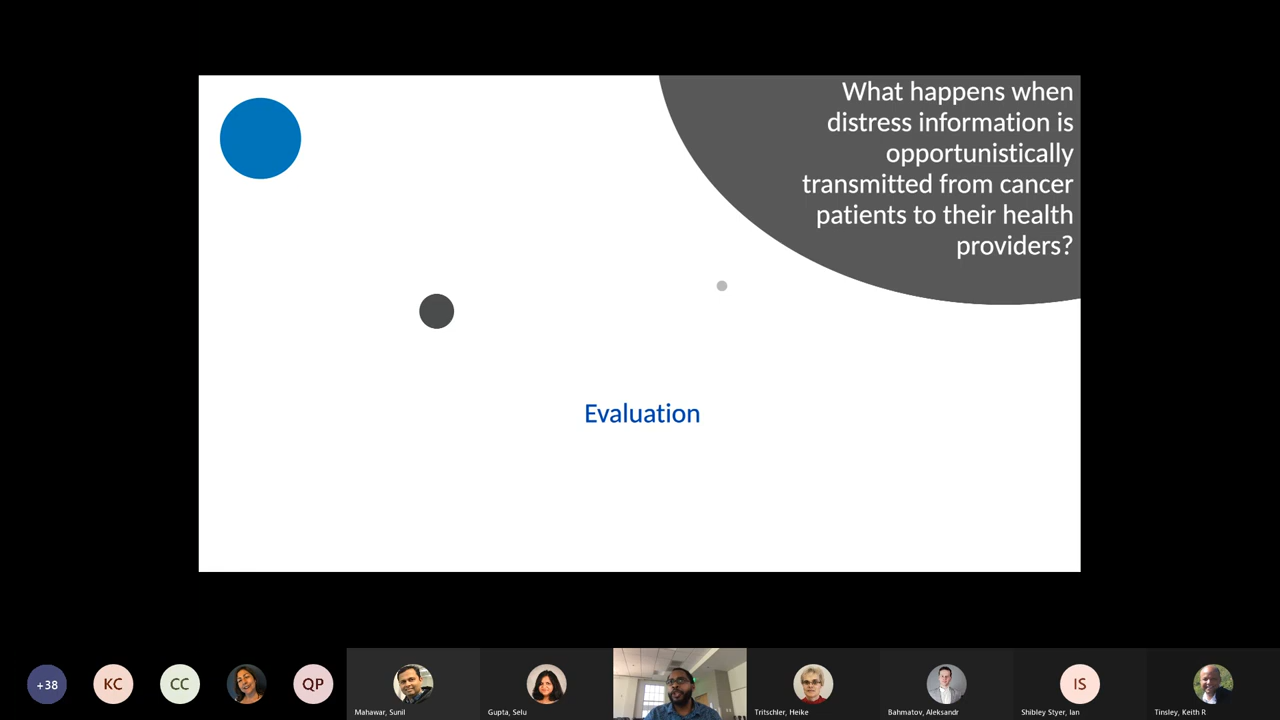 What happens when
distress information is
opportunistically
transmitted from cancer
patients to their health
providers?
Evaluation
+38
KC
CC
QP
Mahawar, Sunil
Gupta, Selu
Tritschler, Heike
Bahmatov, Aleksandr
IS
Shibley Styer, Ian
Tinsley, Keith R